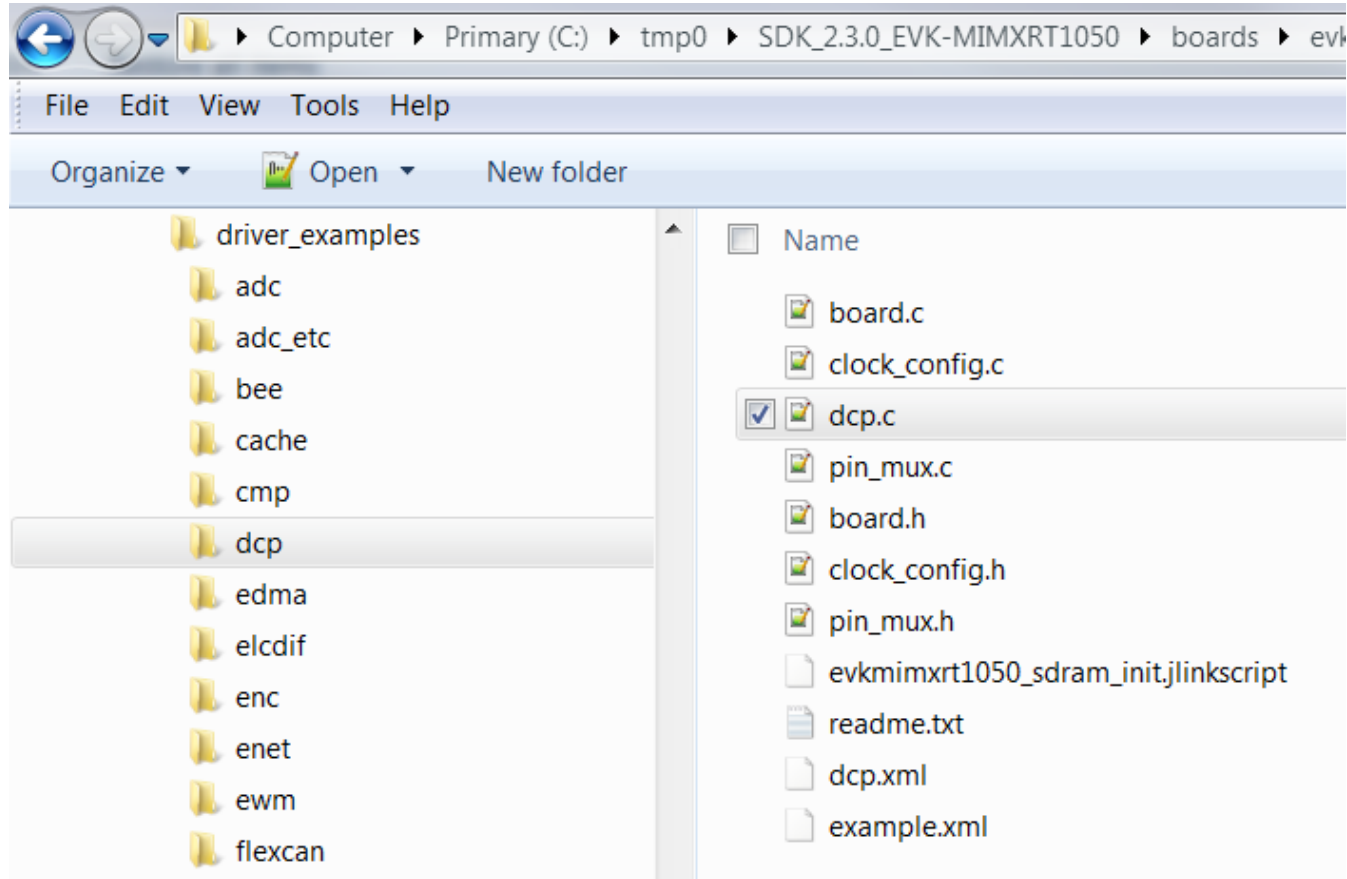 Computer Primary (C:) tmp0 SDK_2.3.0_EVK-MIMXRT1050 boards evk
File Edit View Tools Help
Organize Open New folder
driver_examples
adc
adc_etc
bee
cache
cmp
dcp
edma
elcdif
enc
enet
ewm
flexcan
Name
board.c
clock_config.c
dcp.c
pin_mux.c
board.h
clock_config.h
pin_mux.h
evkmimxrt1050_sdram_init.jlinkscript
readme.txt
dcp.xml
example.xml